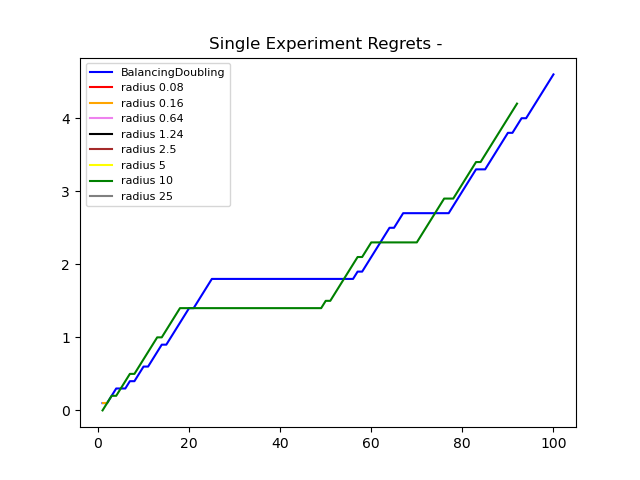 Single Experiment Regrets -
BalancingDoubling
radius 0.08
radius 0.16
radius 0.64
radius 1.24
radius 2.5
radius 5
radius 10
radius 25
4
3
2
1
0
0 20 40 60 80 100